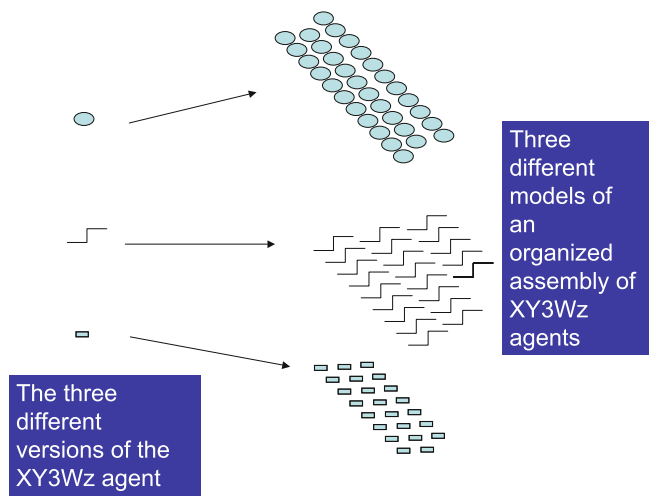 Three
different
models of
an
organized
assembly of
XY3Wz
agents
The three
different
versions of the
XY3Wz agent